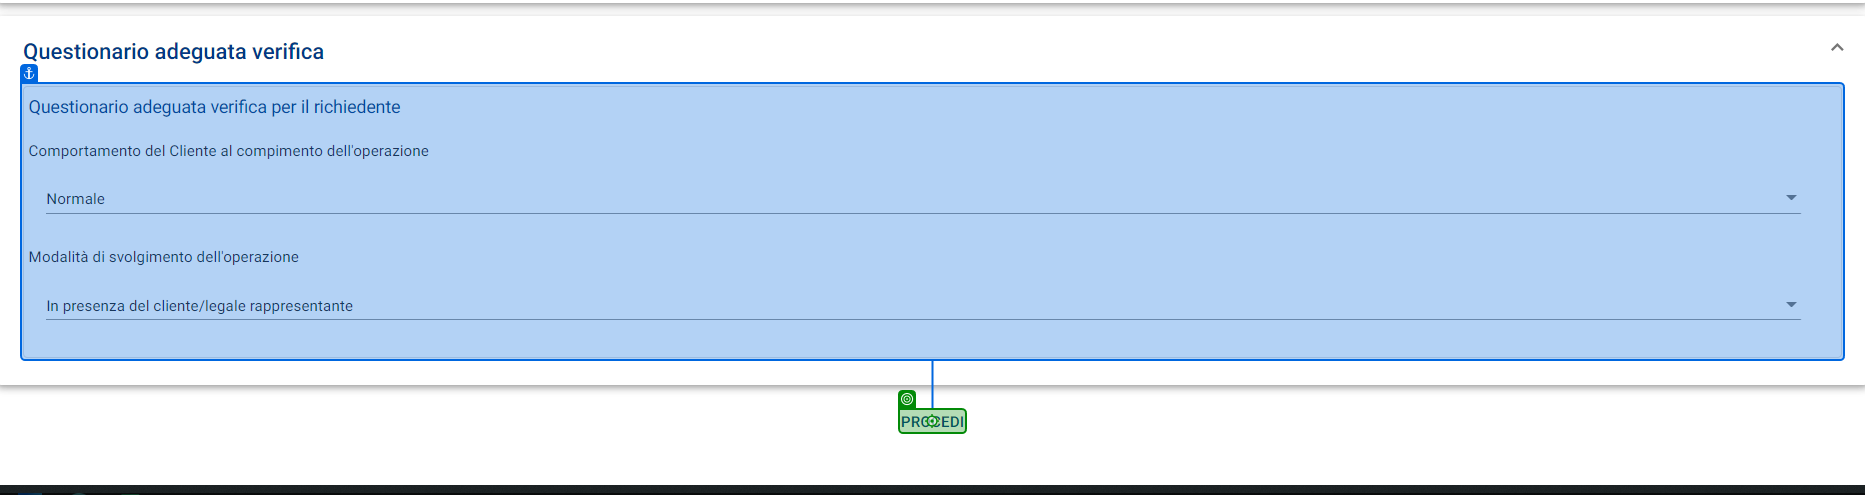 Questionario adeguata verifica
Questionario adeguata verifica per il richiedente
Comportamento del Cliente al compimento dell'operazione
Normale
Modalità di svolgimento dell'operazione
In presenza del cliente/legale rappresentante
PROCEDI